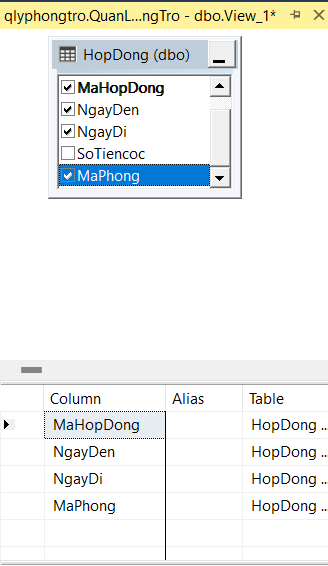 qlyphongtro.QuanL...ngTro - dbo.View_1*
HopDong (dbo)
MaHopDong
NgayDen
NgayDi
SoTiencoc
MaPhong
Column Alias Table
MaHopDong HopDong ...
NgayDen HopDong ...
NgayDi HopDong ...
MaPhong HopDong ...